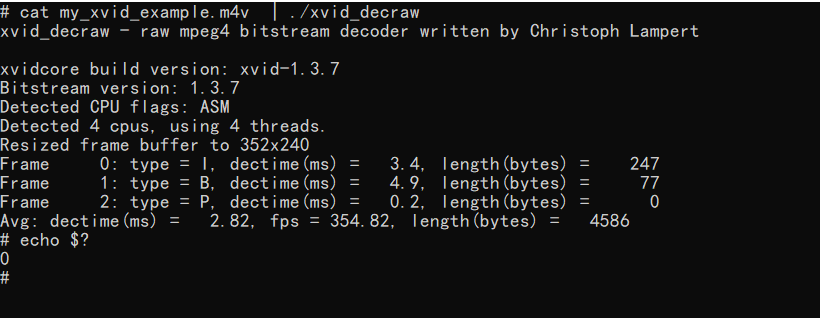 # cat my_xvid_example.m4v  | ./xvid_decraw
xvid_decraw - raw mpeg4 bitstream decoder written by Christoph Lampert
xvidcore build version: xvid-1.3.7
Bitstream version: 1.3.7
Detected CPU flags: ASM
Detected 4 cpus, using 4 threads.
Resized frame buffer to 352x240
Frame     0: type = I, dectime(ms) =   3.4, length(bytes) =    247
Frame     1: type = B, dectime(ms) =   4.9, length(bytes) =     77
Frame     2: type = P, dectime(ms) =   0.2, length(bytes) =      0
Avg: dectime(ms) =   2.82, fps = 354.82, length(bytes) =   4586
# echo $?
0
#